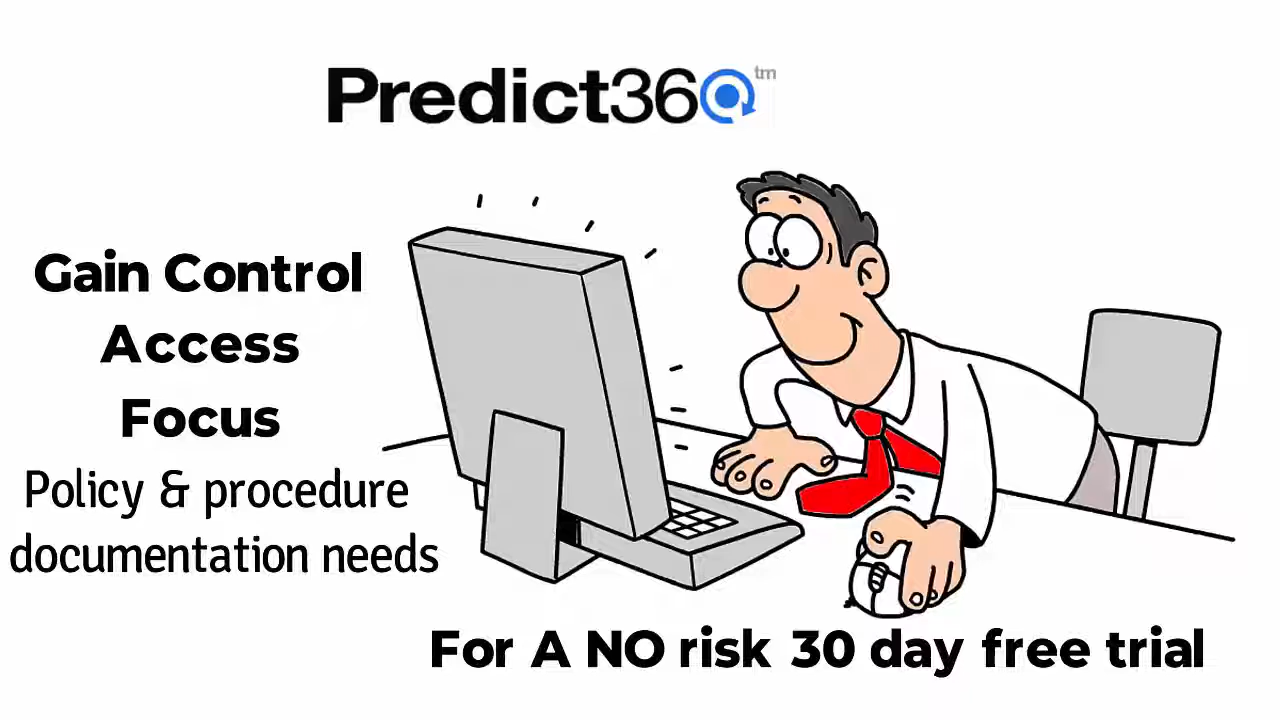 Predict360 tm
Gain Control
Access
Focus
Policy & procedure
documentation needs
For A NO risk 30 day free trial